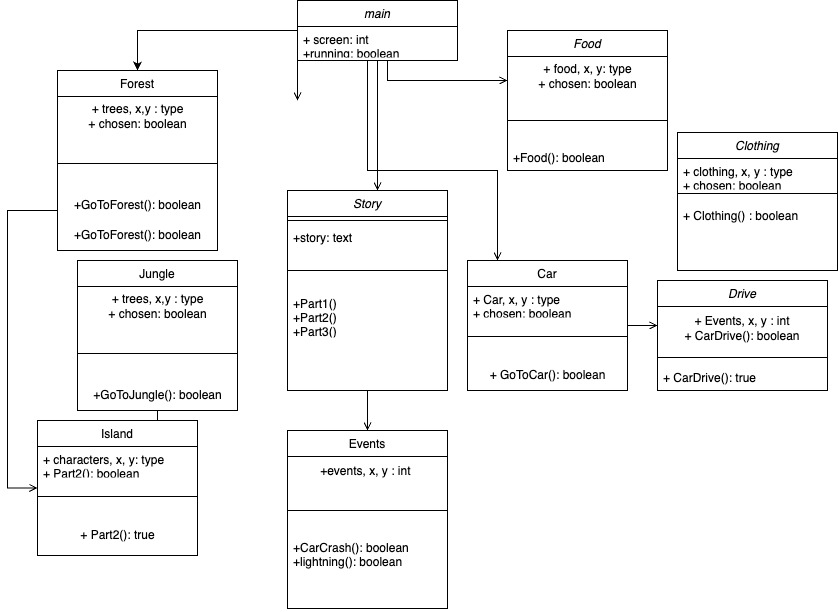 main
+ screen: int
+running: boolean
Food
+ food, x, y: type
+ chosen: boolean
+Food(): boolean
Forest
+ trees, x,y : type
+ chosen: boolean
+GoToForest(): boolean
+GoToForest(): boolean
Clothing
+ clothing, x, y : type
+ chosen: boolean
+ Clothing() : boolean
Story
+story: text
+Part1()
+Part2()
+Part3()
Jungle
+ trees, x,y : type
+ chosen: boolean
+GoToJungle(): boolean
Car
+ Car, x, y : type
+ chosen: boolean
+ GoToCar(): boolean
Drive
+ Events, x, y : int
+ CarDrive(): boolean
+ CarDrive(): true
Island
+ characters, x, y: type
+ Part2(): boolean
+ Part2(): true
Events
+events, x, y : int
+CarCrash(): boolean
+lightning(): boolean